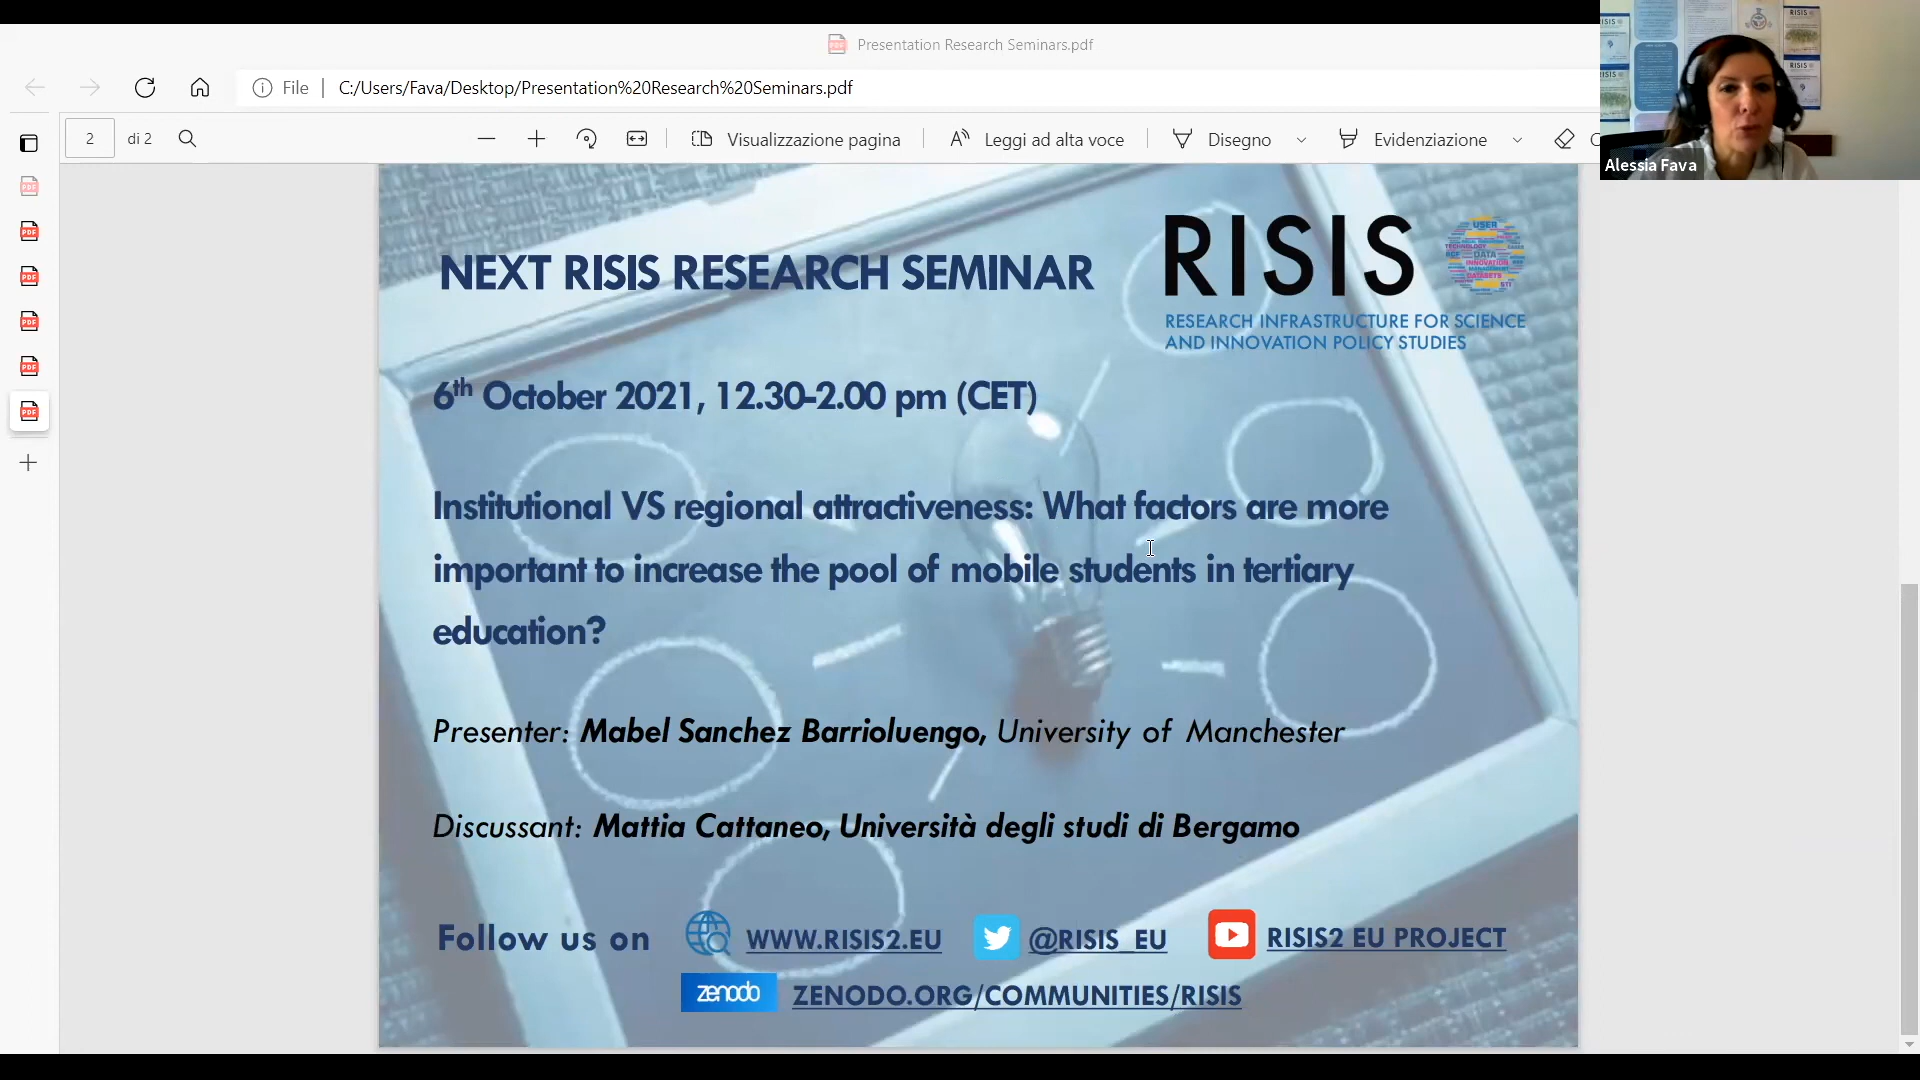 Presentation Research Seminars.pdf
File
C:/Users/Fava/Desktop/Presentation%20Research%20Seminars.pdf
2 di 2
Visualizzazione pagina
Leggi ad alta voce
Disegno
Evidenziazione
Alessia Fava
NEXT RISIS RESEARCH SEMINAR
RISIS
RESEARCH INFRASTRUCTURE FOR SCIENCE
AND INNOVATION POLICY STUDIES
6th October 2021, 12.30-2.00 pm (CET)
Institutional VS regional attractiveness: What factors are more
important to increase the pool of mobile students in tertiary
education?
Presenter: Mabel Sanchez Barrioluengo, University of Manchester
Discussant: Mattia Cattaneo, Università degli studi di Bergamo
Follow us on
WWW.RISIS2.EU
@RISIS_EU
RISIS2 EU PROJECT
zenodo
ZENODO.ORG/COMMUNITIES/RISIS